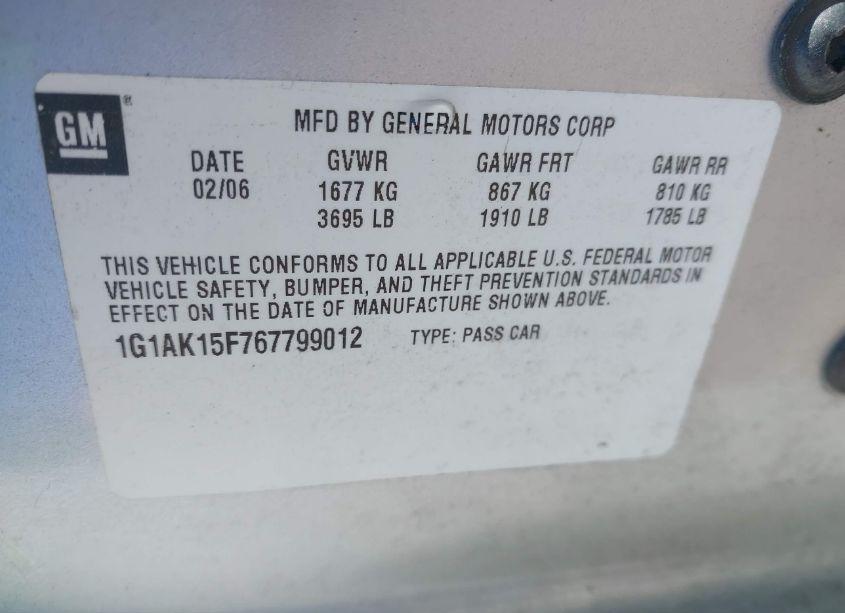 GM®
MFD BY GENERAL MOTORS CORP
DATE GVWR GAWR FRT GAWR RR
02/06 1677 KG 867 KG 810 KG
3695 LB 1910 LB 1785 LB
THIS VEHICLE CONFORMS TO ALL APPLICABLE U.S. FEDERAL MOTOR
VEHICLE SAFETY, BUMPER, AND THEFT PREVENTION STANDARDS IN
EFFECT ON THE DATE OF MANUFACTURE SHOWN ABOVE.
1G1AK15F767799012 TYPE: PASS CAR